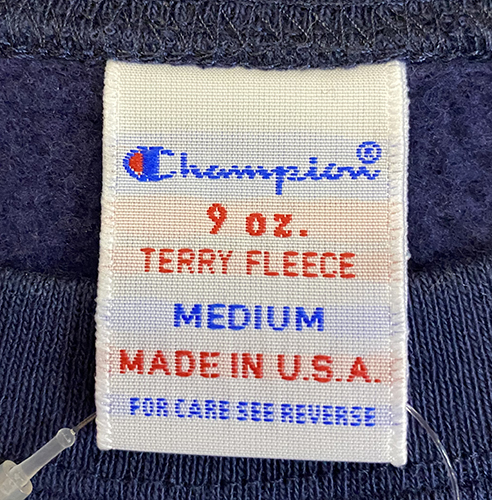 Champion®
9 oz.
TERRY FLEECE
MEDIUM
MADE IN U.S.A.
FOR CARE SEE REVERSE